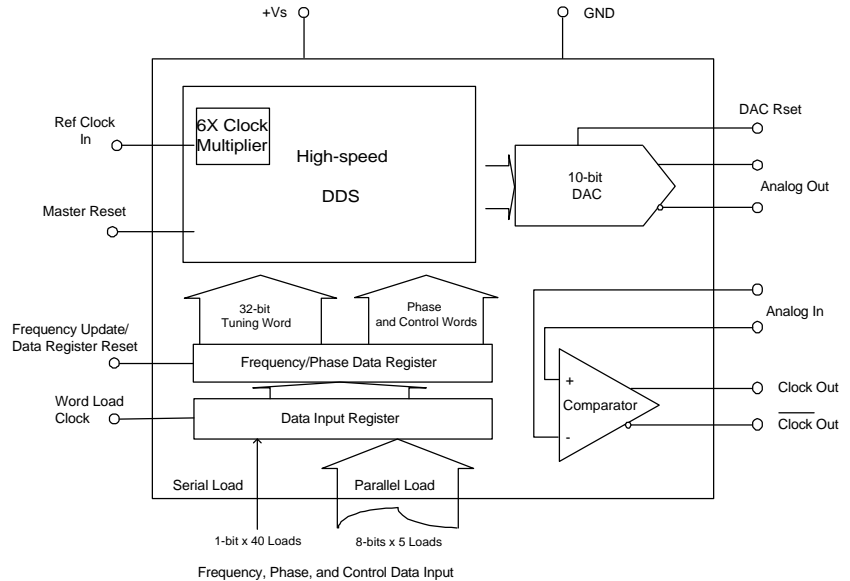 +Vs
GND
Ref Clock
In
6X Clock
Multiplier
High-speed
DDS
10-bit
DAC
DAC Rset
Analog Out
Master Reset
32-bit
Tuning Word
Phase
and Control Words
Analog In
Frequency Update/
Data Register Reset
Frequency/Phase Data Register
Word Load
Clock
Data Input Register
+
Comparator
-
Clock Out
Clock Out
Serial Load
Parallel Load
1-bit x 40 Loads
8-bits x 5 Loads
Frequency, Phase, and Control Data Input